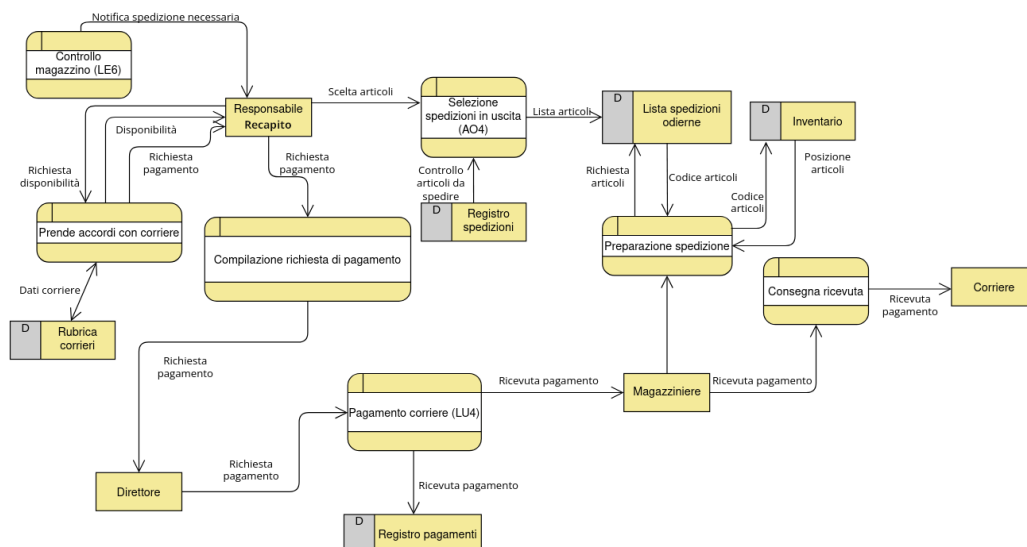 Notifica spedizione necessaria
Controllo
magazzino (LE6)
Responsabile
Recapito
Scelta articoli
Selezione
spedizioni in uscita
(AO4)
Lista articoli
D
Lista spedizioni
odierne
D
Inventario
Disponibilità
Richiesta
pagamento
Richiesta
disponibilità
Richiesta
pagamento
Controllo
articoli da
spedire
Richiesta
articoli
Codice articoli
Posizione
articoli
Codice
articoli
D
Registro
spedizioni
Prende accordi con corriere
Compilazione richiesta di pagamento
Preparazione spedizione
Dati corriere
Consegna ricevuta
Ricevuta
pagamento
Corriere
D
Rubrica
corrieri
Richiesta
pagamento
Ricevuta pagamento
Magazziniere
Ricevuta pagamento
Pagamento corriere (LU4)
Richiesta
pagamento
Direttore
Ricevuta pagamento
D
Registro pagamenti